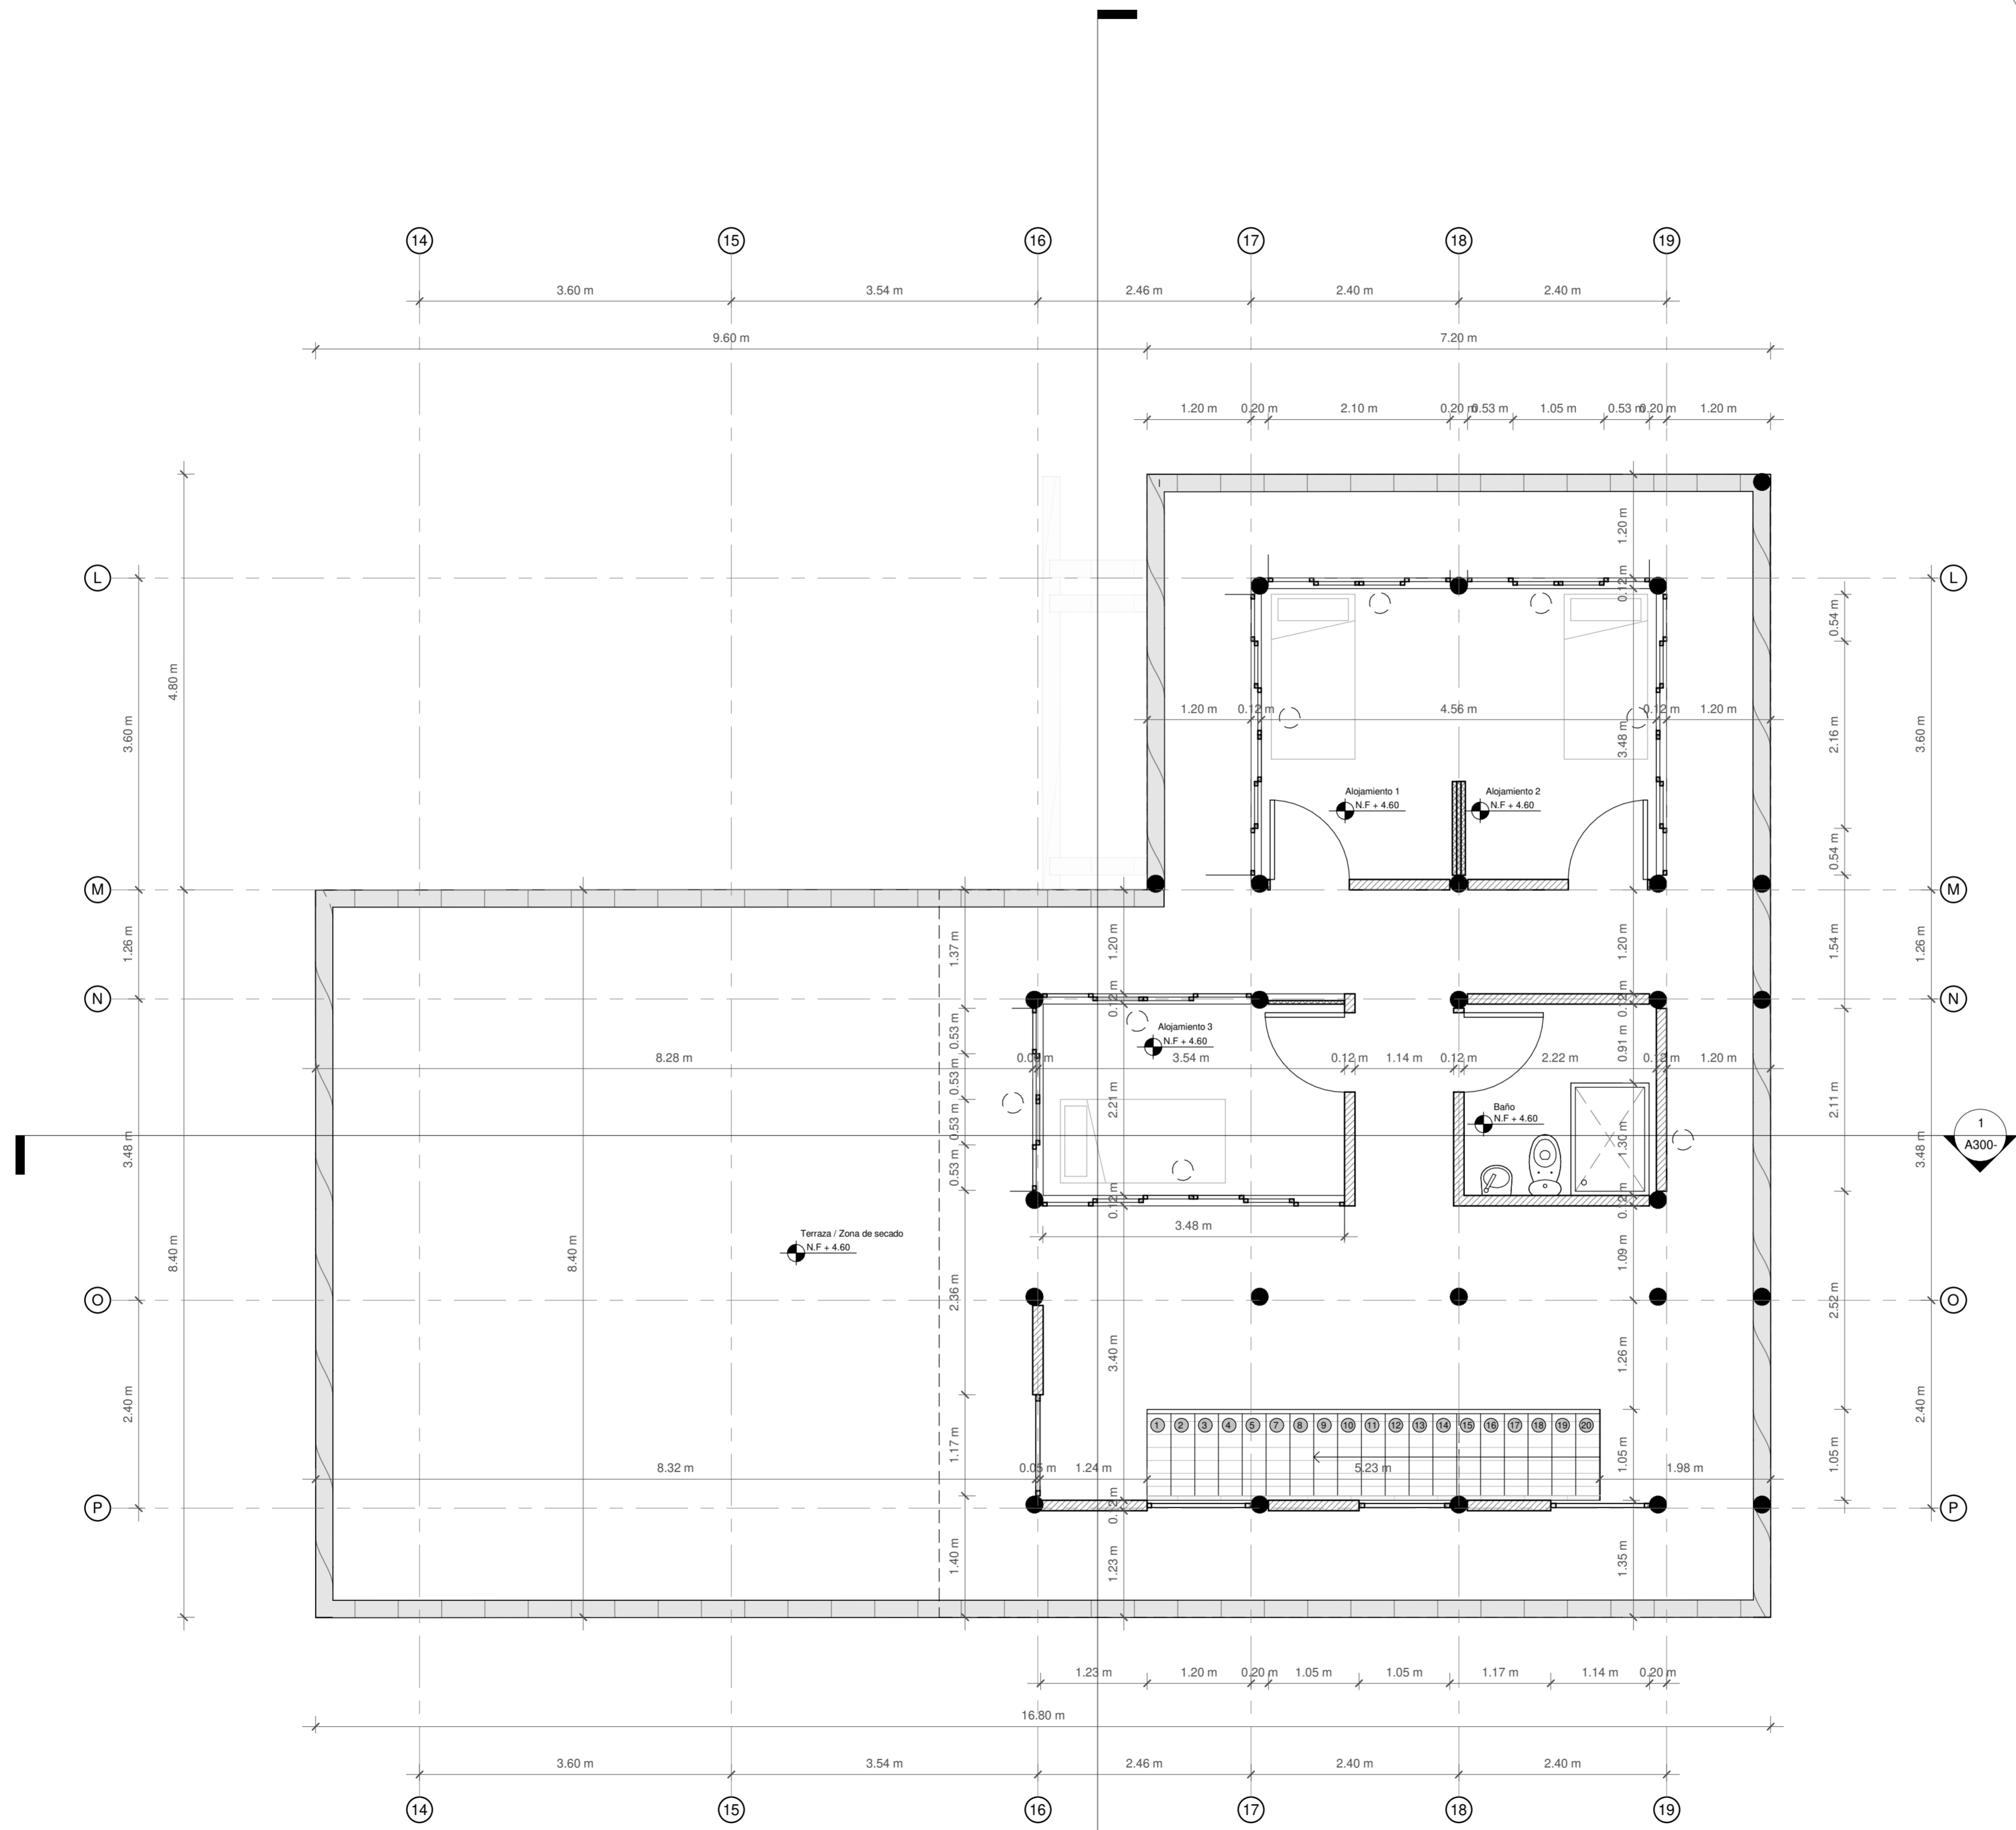 14 15 16 17 18 19
3.60 m 3.54 m 2.46 m 2.40 m 2.40 m
9.60 m 7.20 m
1.20 m 0.20 m 2.10 m 0.20 m 0.53 m 1.05 m 0.53 m 0.20 m 1.20 m
1.20 m
L L
0.12 m
0.54 m
4.80 m
3.60 m
1.20 m 0.12 m 4.56 m 0.12 m 1.20 m
3.48 m
2.16 m
3.60 m
Alojamiento 1
N.F + 4.60
Alojamiento 2
N.F + 4.60
0.54 m
M M
1.26 m
1.37 m
1.20 m
1.20 m
1.54 m
1.26 m
N N
0.12 m
0.12 m
Alojamiento 3
N.F + 4.60
0.53 m
0.91 m
8.28 m 3.54 m 0.12 m 1.14 m 0.12 m 2.22 m 0.12 m 1.20 m
0.53 m
2.21 m
2.11 m
Baño
N.F + 4.60
1
A300-
3.48 m
0.53 m
1.30 m
3.48 m
0.53 m
0.12 m
0.12 m
3.48 m
Terraza / Zona de secado
N.F + 4.60
8.40 m
8.40 m
1.09 m
2.36 m
2.52 m
O O
3.40 m
1.26 m
2.40 m
2.40 m
1 2 3 4 5 7 8 9 10 11 12 13 14 15 16 17 18 19 20
1.17 m
1.05 m
1.05 m
8.32 m 0.05 m 1.24 m 5.23 m 1.98 m
P P
0.12 m
1.40 m
1.23 m
1.35 m
1.23 m 1.20 m 0.20 m 1.05 m 1.05 m 1.17 m 1.14 m 0.20 m
16.80 m
3.60 m 3.54 m 2.46 m 2.40 m 2.40 m
14 15 16 17 18 19